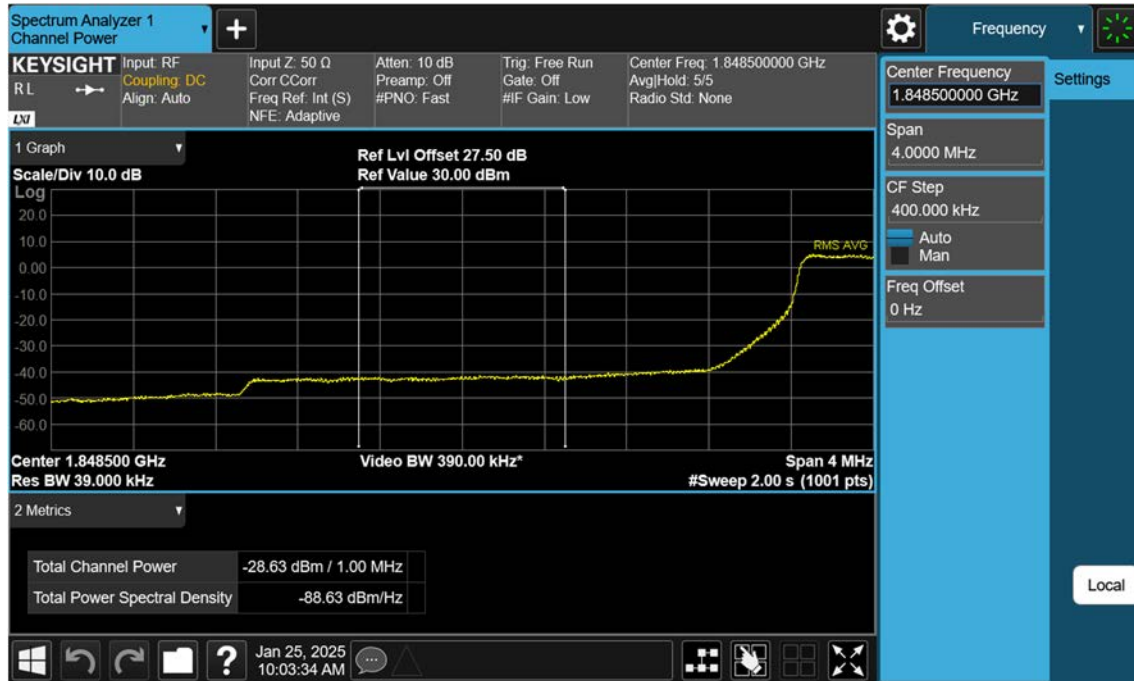 Spectrum Analyzer 1
Channel Power
+
Frequency
KEYSIGHT
R L
LXI
Input: RF
Coupling: DC
Align: Auto
Input Z: 50 Ω
Corr CCorr
Freq Ref: Int (S)
NFE: Adaptive
Atten: 10 dB
Preamp: Off
#PNO: Fast
Trig: Free Run
Gate: Off
#IF Gain: Low
Center Freq: 1.848500000 GHz
Avg|Hold: 5/5
Radio Std: None
Center Frequency
1.848500000 GHz
Settings
Span
4.0000 MHz
CF Step
400.000 kHz
Auto
Man
Freq Offset
0 Hz
1 Graph
Scale/Div 10.0 dB
Ref Lvl Offset 27.50 dB
Ref Value 30.00 dBm
Log
20.0
10.0
0.00
-10.0
-20.0
-30.0
-40.0
-50.0
-60.0
RMS AVG
Center 1.848500 GHz
Video BW 390.00 kHz*
Span 4 MHz
Res BW 39.000 kHz
#Sweep 2.00 s (1001 pts)
2 Metrics
Total Channel Power -28.63 dBm / 1.00 MHz
Total Power Spectral Density -88.63 dBm/Hz
Local
?
Jan 25, 2025
10:03:34 AM